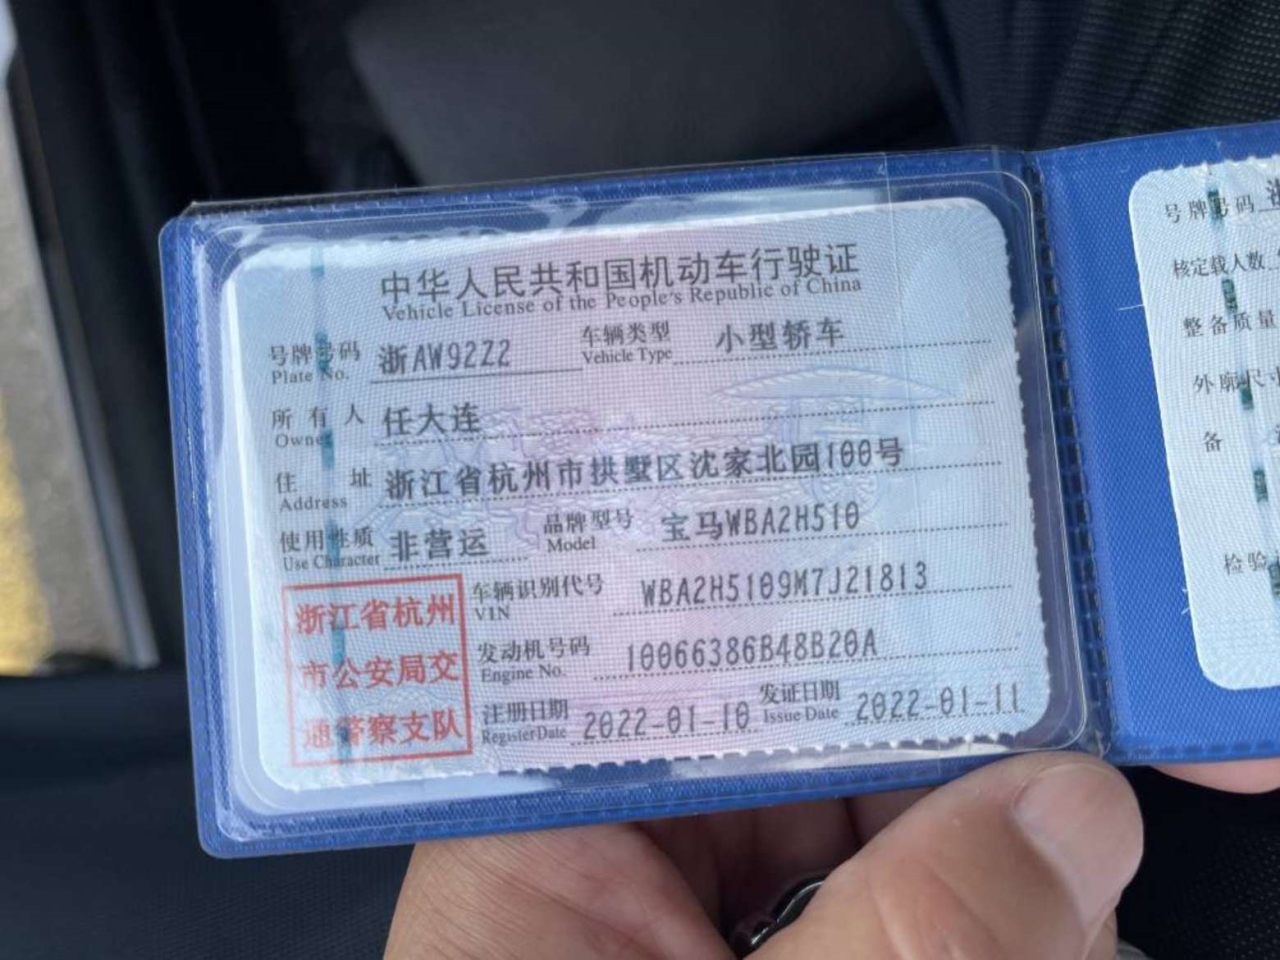 中华人民共和国机动车行驶证
Vehicle License of the People's Republic of China
号牌号码 浙AW92Z2 车辆类型 小型轿车
Plate No. Vehicle Type
所有人 任大连
Owner
住址 浙江省杭州市拱墅区沈家北园100号
Address
使用性质 非营运 品牌型号 宝马WBA2H510
Use Character Model
车辆识别代号 WBA2H5109M7J21813
VIN
发动机号码 10066386B48B20A
Engine No.
注册日期 2022-01-10 发证日期 2022-01-11
Register Date Issue Date
浙江省杭州
市公安局交
通警察支队
号牌号码
核定载人数
整备质量
外廓尺寸
备
检验